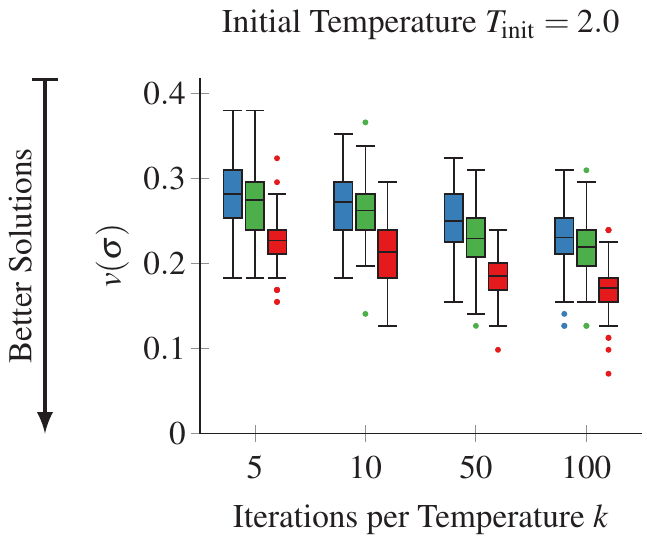 Initial Temperature T_init = 2.0
Better Solutions
v(σ)
0.4
0.3
0.2
0.1
0
5 10 50 100
Iterations per Temperature k